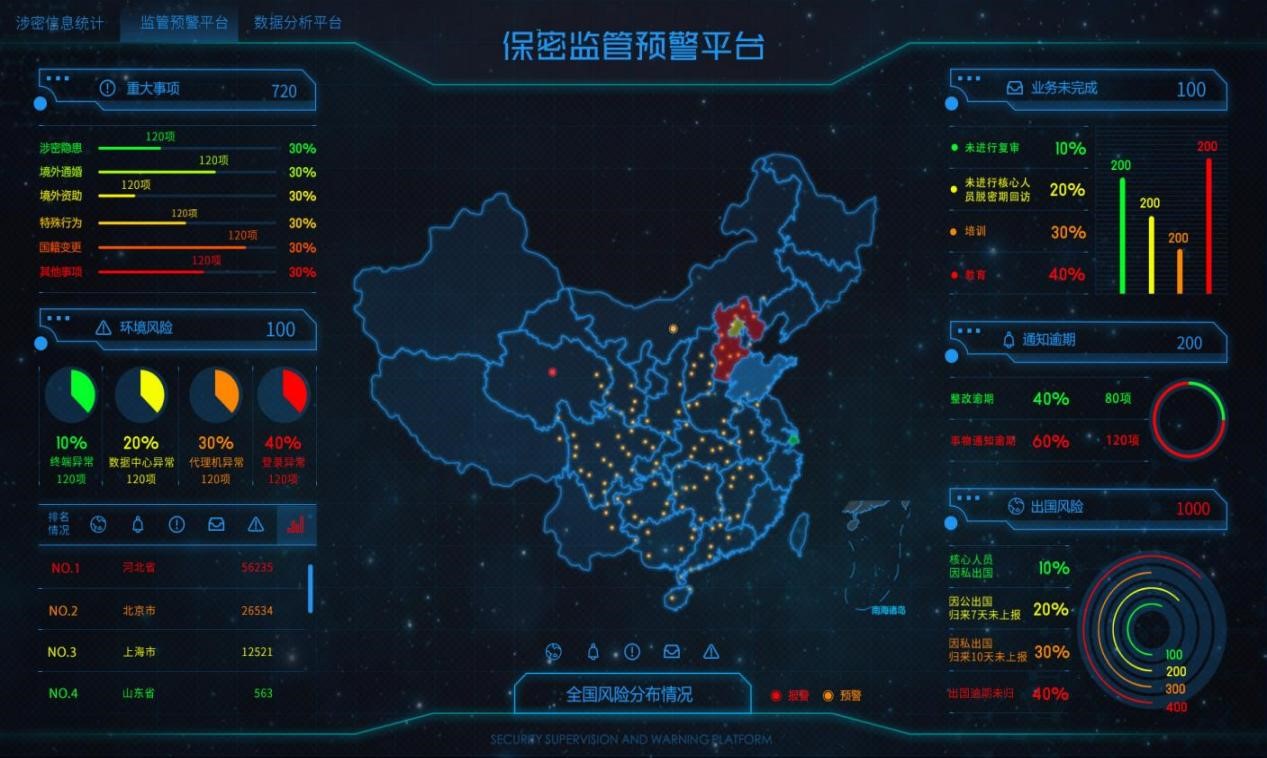 涉密信息统计 监管预警平台 数据分析平台
保密监管预警平台
重大事项 720
120项
涉密隐患 30%
120项
境外通婚 30%
120项
境外资助 30%
120项
特殊行为 30%
120项
国籍变更 30%
120项
其他事项 30%
环境风险 100
10% 20% 30% 40%
终端异常 数据中心异常 代理机异常 登录异常
120项 120项 120项 120项
排名
情况
NO.1 河北省 56235
NO.2 北京市 26534
NO.3 上海市 12521
NO.4 山东省 563
南海诸岛
全国风险分布情况
报警 预警
SECURITY SUPERVISION AND WARNING PLATFORM
业务未完成 100
未进行复审 10%
未进行核心人
员脱密期回访 20%
培训 30%
教育 40%
200
200
200
200
通知逾期 200
整改逾期 40% 80项
事物通知逾期 60% 120项
出国风险 1000
核心人员
因私出国 10%
因公出国
归来7天未上报 20%
因私出国
归来10天未上报 30%
出国逾期未归 40%
100
200
300
400